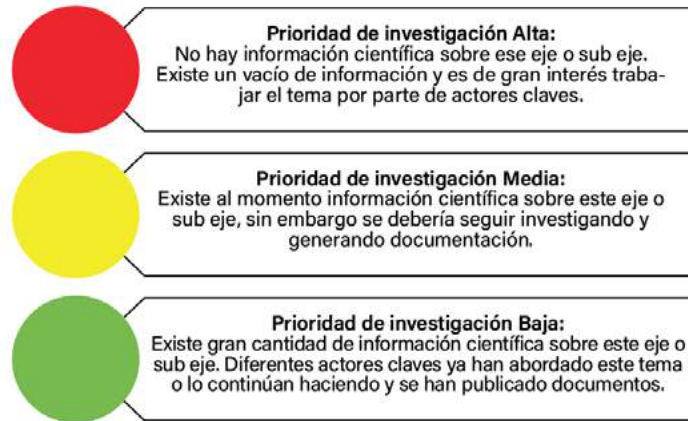 Prioridad de investigación Alta:
No hay información científica sobre ese eje o sub eje.
Existe un vacío de información y es de gran interés traba-
jar el tema por parte de actores claves.
Prioridad de investigación Media:
Existe al momento información científica sobre este eje o
sub eje, sin embargo se debería seguir investigando y
generando documentación.
Prioridad de investigación Baja:
Existe gran cantidad de información científica sobre este eje o
sub eje. Diferentes actores claves ya han abordado este tema
o lo continúan haciendo y se han publicado documentos.